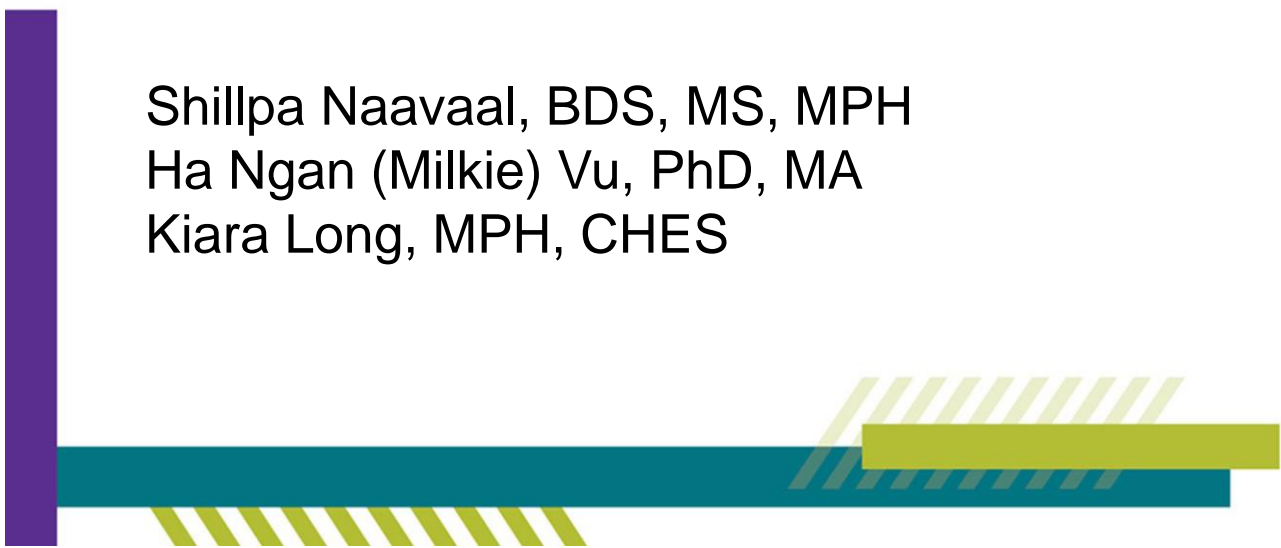 Shillpa Naavaal, BDS, MS, MPH
Ha Ngan (Milkie) Vu, PhD, MA
Kiara Long, MPH, CHES